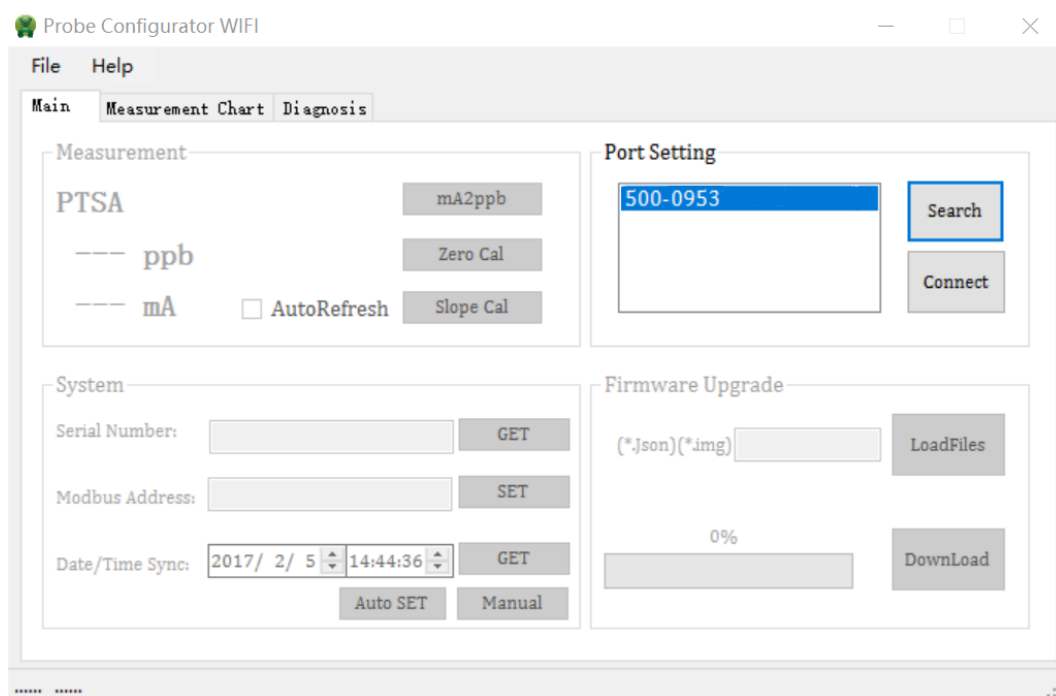 Probe Configurator WIFI
File Help
Main Measurement Chart Diagnosis
Measurement
PTSA
mA2ppb
--- ppb
Zero Cal
--- mA
AutoRefresh
Slope Cal
Port Setting
500-0953
Search
Connect
System
Serial Number:
GET
Modbus Address:
SET
Date/Time Sync:
2017/ 2/ 5
14:44:36
GET
Auto SET
Manual
Firmware Upgrade
(*.Json)(*.img)
LoadFiles
0%
DownLoad
...... ......